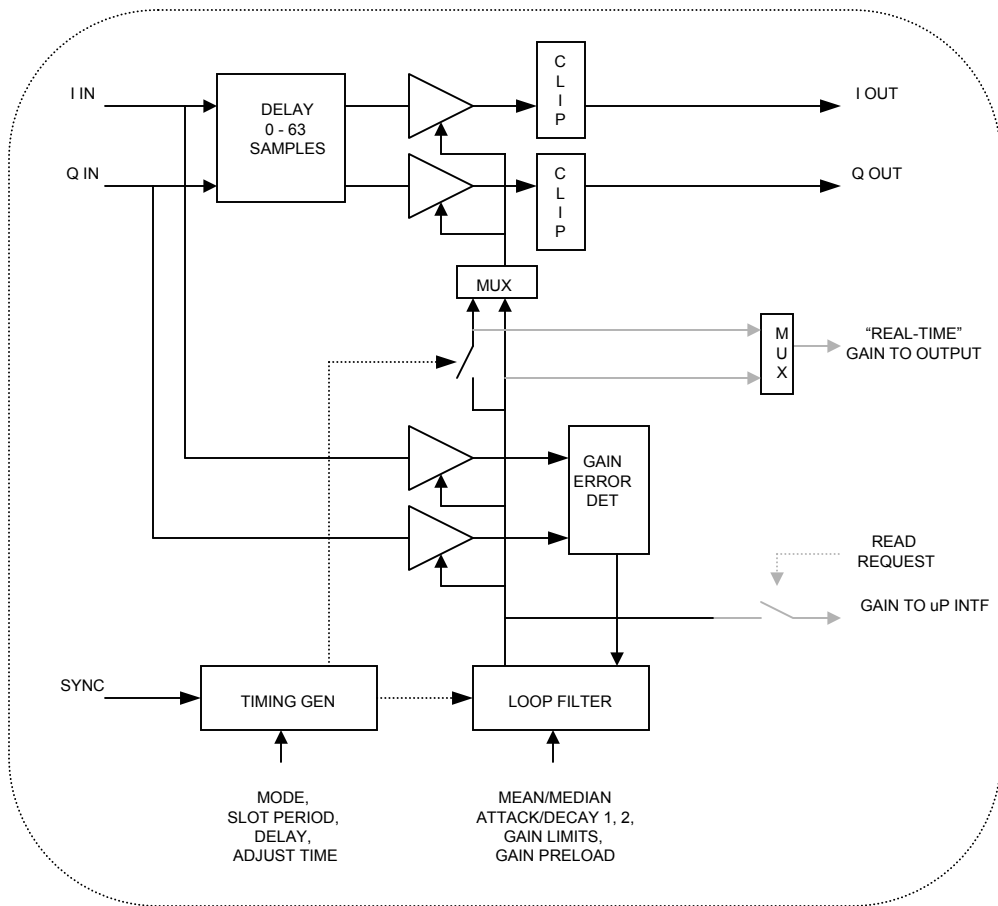 I IN
DELAY
0 - 63
SAMPLES
C
L
I
P
I OUT
Q IN
C
L
I
P
Q OUT
MUX
M
U
X
“REAL-TIME”
GAIN TO OUTPUT
GAIN
ERROR
DET
READ
REQUEST
GAIN TO uP INTF
SYNC
TIMING GEN
LOOP FILTER
MODE,
SLOT PERIOD,
DELAY,
ADJUST TIME
MEAN/MEDIAN
ATTACK/DECAY 1, 2,
GAIN LIMITS,
GAIN PRELOAD